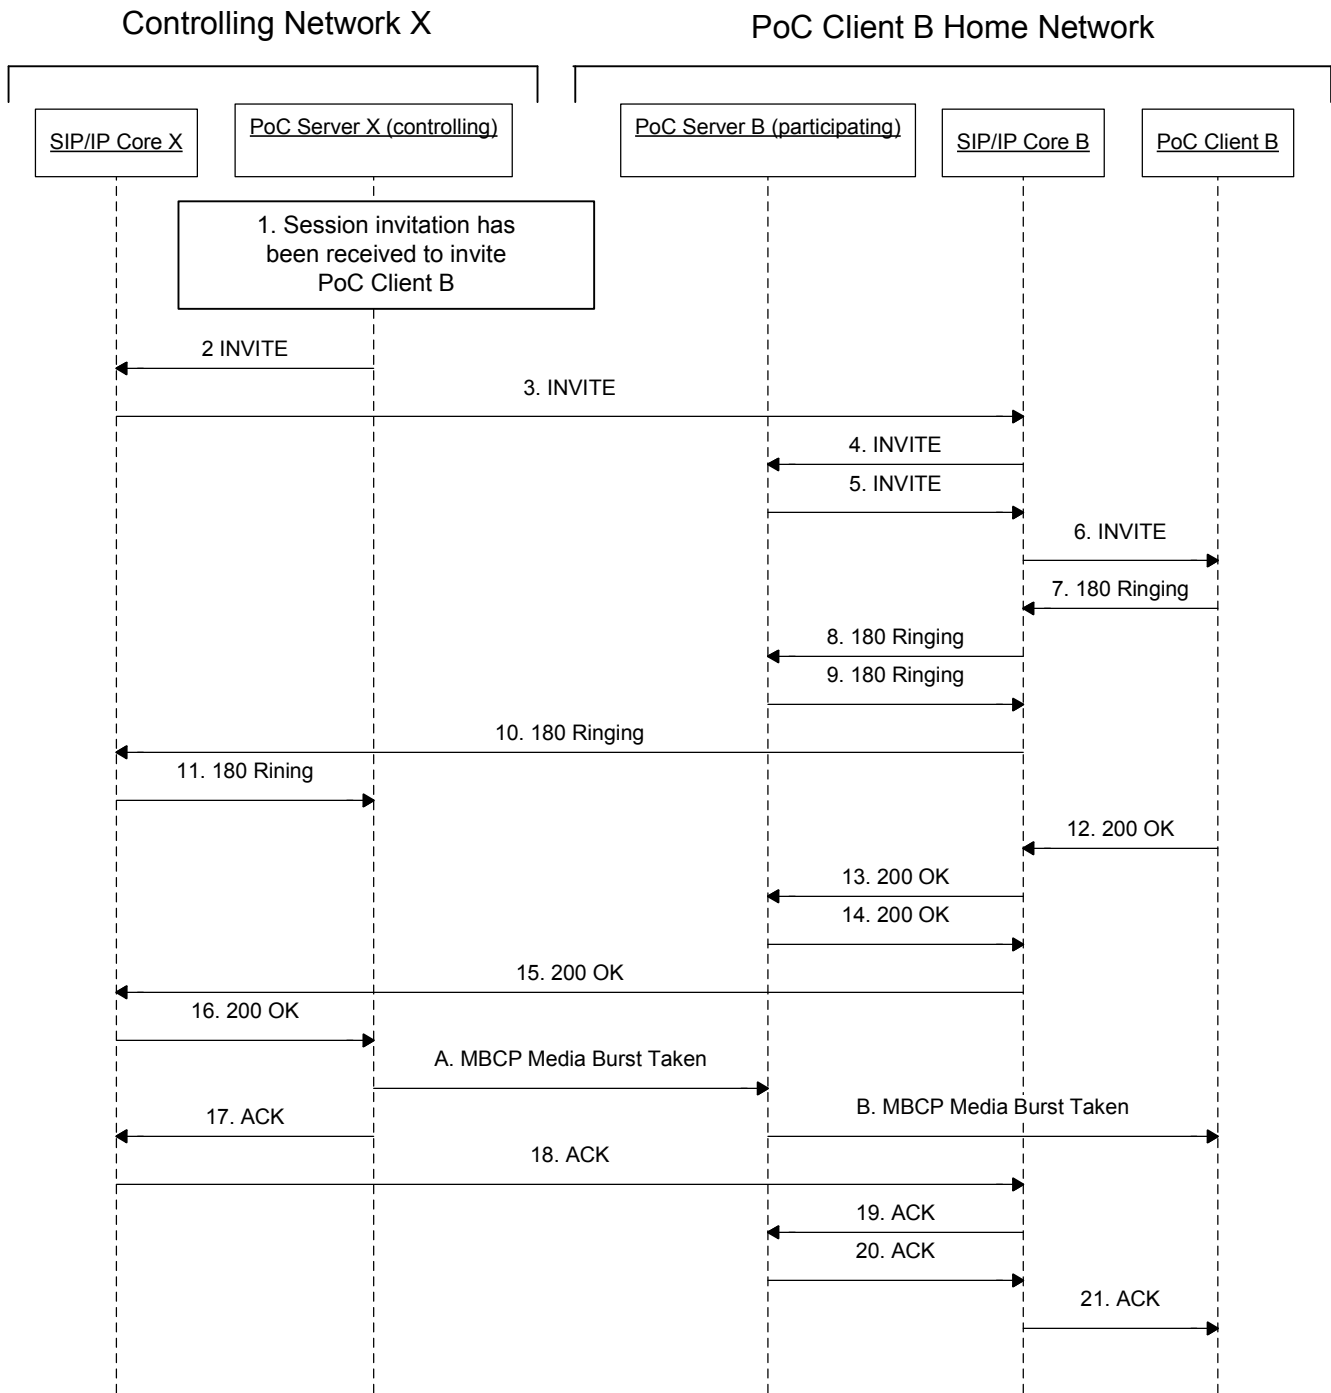 Controlling Network X
PoC Client B Home Network
SIP/IP Core X
PoC Server X (controlling)
PoC Server B (participating)
SIP/IP Core B
PoC Client B
1. Session invitation has
been received to invite
PoC Client B
2 INVITE
3. INVITE
4. INVITE
5. INVITE
6. INVITE
7. 180 Ringing
8. 180 Ringing
9. 180 Ringing
10. 180 Ringing
11. 180 Rining
12. 200 OK
13. 200 OK
14. 200 OK
15. 200 OK
16. 200 OK
A. MBCP Media Burst Taken
B. MBCP Media Burst Taken
17. ACK
18. ACK
19. ACK
20. ACK
21. ACK